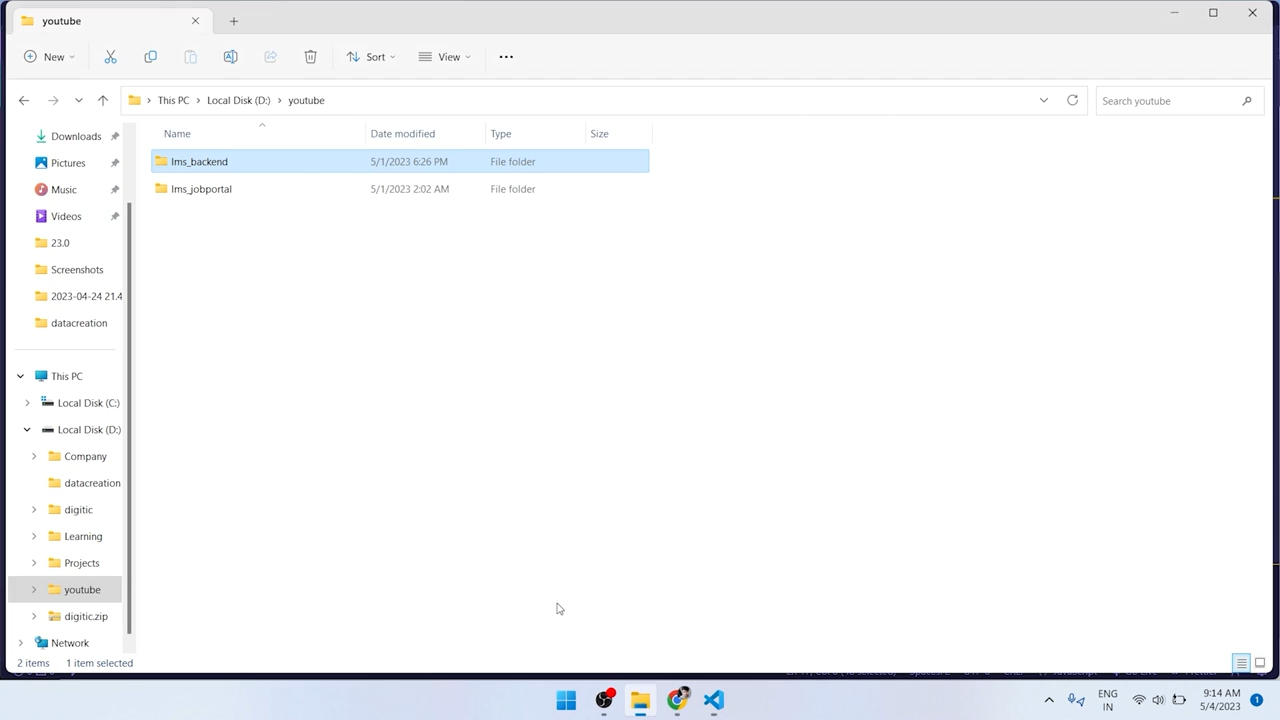 youtube
New
Sort
View
This PC
Local Disk (D:)
youtube
Search youtube
Name
Date modified
Type
Size
lms_backend 5/1/2023 6:26 PM File folder
lms_jobportal 5/1/2023 2:02 AM File folder
Downloads
Pictures
Music
Videos
23.0
Screenshots
2023-04-24 21.4
datacreation
This PC
Local Disk (C:)
Local Disk (D:)
Company
datacreation
digitic
Learning
Projects
youtube
digitic.zip
Network
2 items 1 item selected
ENG
IN
9:14 AM
5/4/2023
1